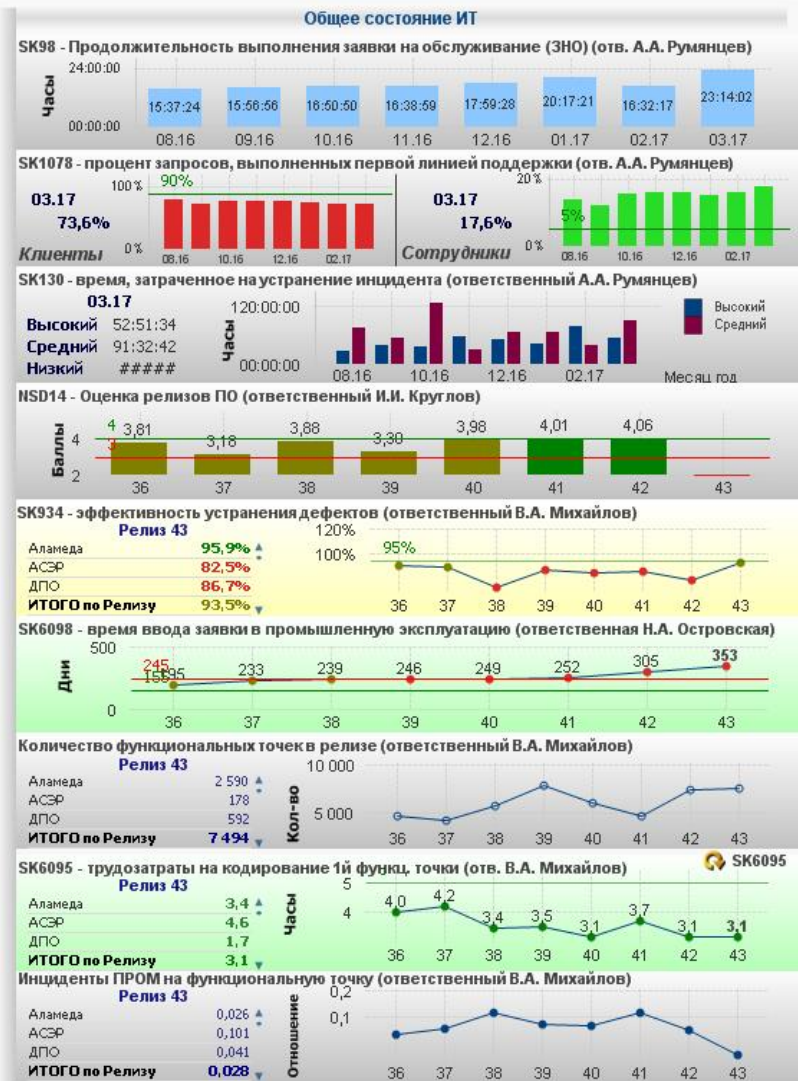 Общее состояние ИТ
SK98 - Продолжительность выполнения заявки на обслуживание (ЗНО) (отв. А.А. Румянцев)
Часы
24:00:00
00:00:00
15:37:24 15:56:56 16:50:50 16:38:59 17:59:28 20:17:21 16:32:17 23:14:02
08.16 09.16 10.16 11.16 12.16 01.17 02.17 03.17
SK1078 - процент запросов, выполненных первой линией поддержки (отв. А.А. Румянцев)
03.17
73,6%
Клиенты
100%
90%
0%
08.16 10.16 12.16 02.17
03.17
17,6%
Сотрудники
20%
5%
0%
08.16 10.16 12.16 02.17
SK130 - время, затраченное на устранение инцидента (ответственный А.А. Румянцев)
03.17
Высокий 52:51:34
Средний 91:32:42
Низкий #####
Часы
120:00:00
00:00:00
08.16 10.16 12.16 02.17
Высокий
Средний
Месяц год
NSD14 - Оценка релизов ПО (ответственный И.И. Круглов)
Баллы
4
2
4
3
3,81 3,18 3,88 3,30 3,98 4,01 4,06
36 37 38 39 40 41 42 43
SK934 - эффективность устранения дефектов (ответственный В.А. Михайлов)
Релиз 43
Аламеда 95,9%
АСЭР 82,5%
ДПО 86,7%
ИТОГО по Релизу 93,5%
120%
100%
95%
36 37 38 39 40 41 42 43
SK6098 - время ввода заявки в промышленную эксплуатацию (ответственная Н.А. Островская)
Дни
500
0
245
195 233 239 246 249 252 305 353
36 37 38 39 40 41 42 43
Количество функциональных точек в релизе (ответственный В.А. Михайлов)
Релиз 43
Аламеда 2 590
АСЭР 178
ДПО 592
ИТОГО по Релизу 7 494
Кол-во
10 000
5 000
36 37 38 39 40 41 42 43
SK6095 - трудозатраты на кодирование 1й функц. точки (отв. В.А. Михайлов)
SK6095
Релиз 43
Аламеда 3,4
АСЭР 4,6
ДПО 1,7
ИТОГО по Релизу 3,1
Часы
5
4
4,0 4,2 3,4 3,5 3,1 3,7 3,1 3,1
36 37 38 39 40 41 42 43
Инциденты ПРОМ на функциональную точку (ответственный В.А. Михайлов)
Релиз 43
Аламеда 0,026
АСЭР 0,101
ДПО 0,041
ИТОГО по Релизу 0,028
Отношение
0,2
0,1
36 37 38 39 40 41 42 43